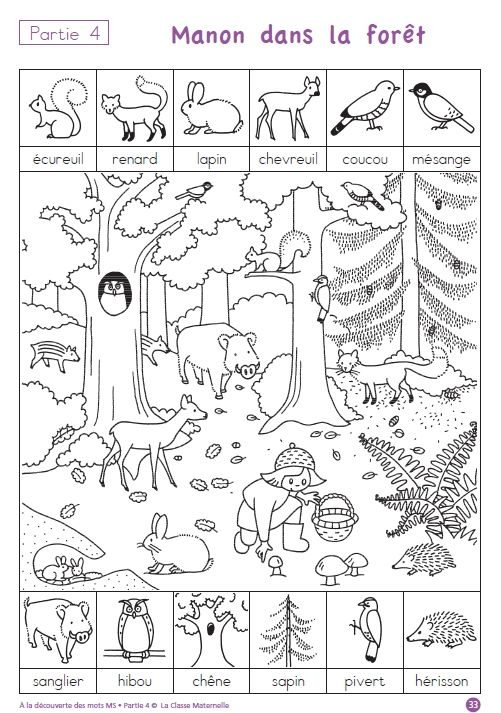 Partie 4
Manon dans la forêt
écureuil renard lapin chevreuil coucou mésange
sanglier hibou chêne sapin pivert hérisson
À la découverte des mots MS • Partie 4 © La Classe Maternelle
33